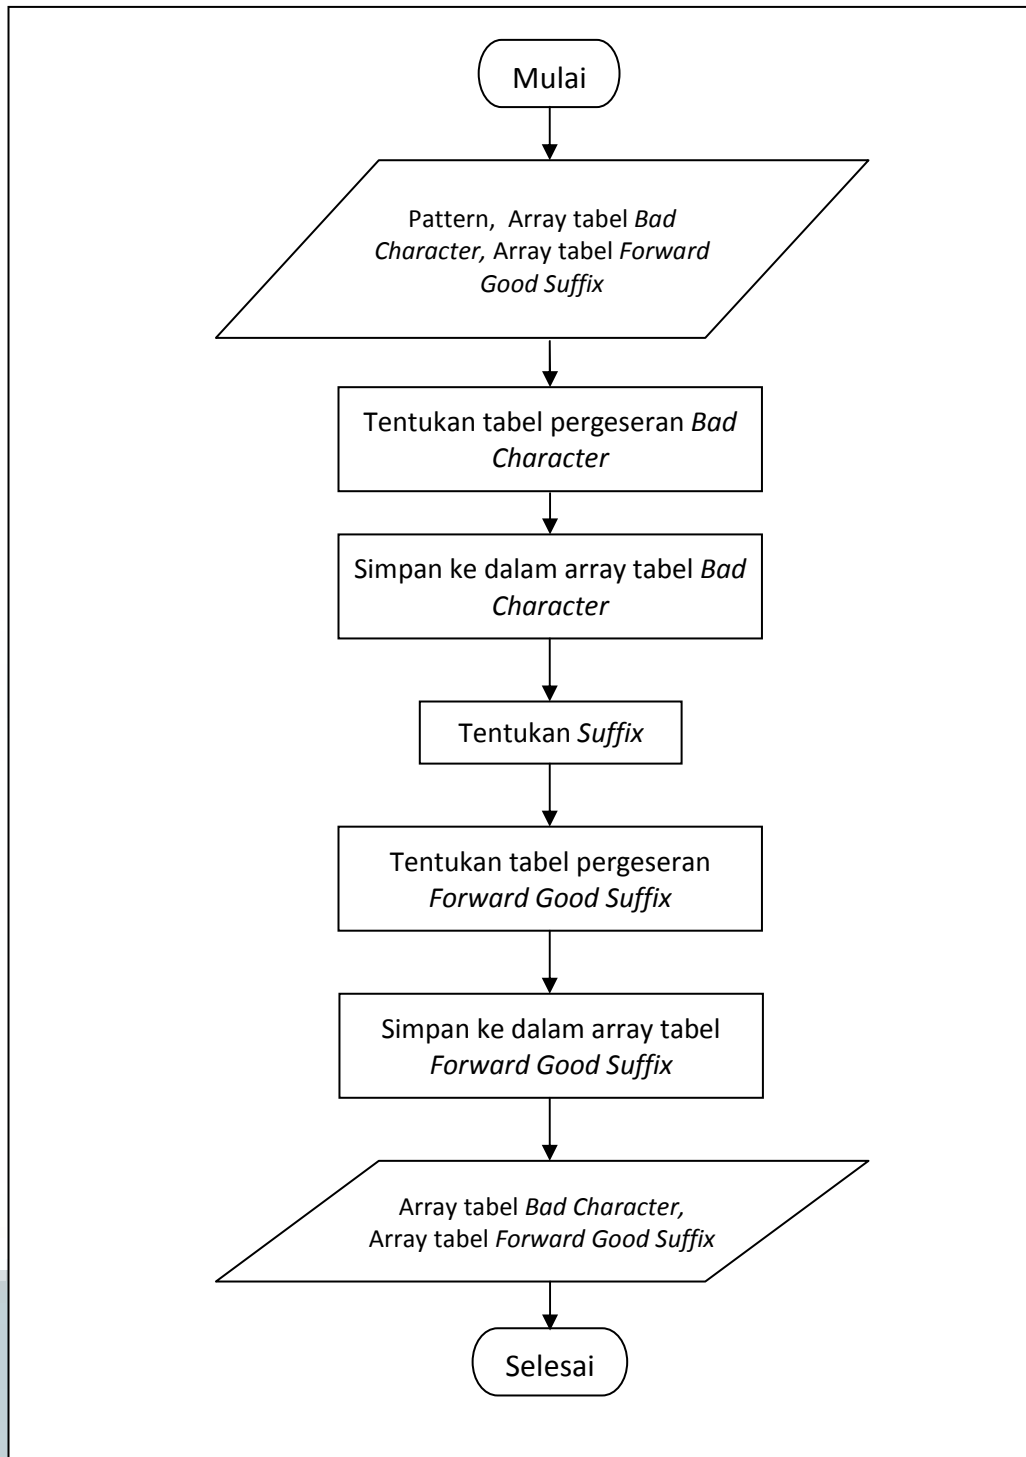 Mulai
Pattern, Array tabel Bad
Character, Array tabel Forward
Good Suffix
Tentukan tabel pergeseran Bad
Character
Simpan ke dalam array tabel Bad
Character
Tentukan Suffix
Tentukan tabel pergeseran
Forward Good Suffix
Simpan ke dalam array tabel
Forward Good Suffix
Array tabel Bad Character,
Array tabel Forward Good Suffix
Selesai